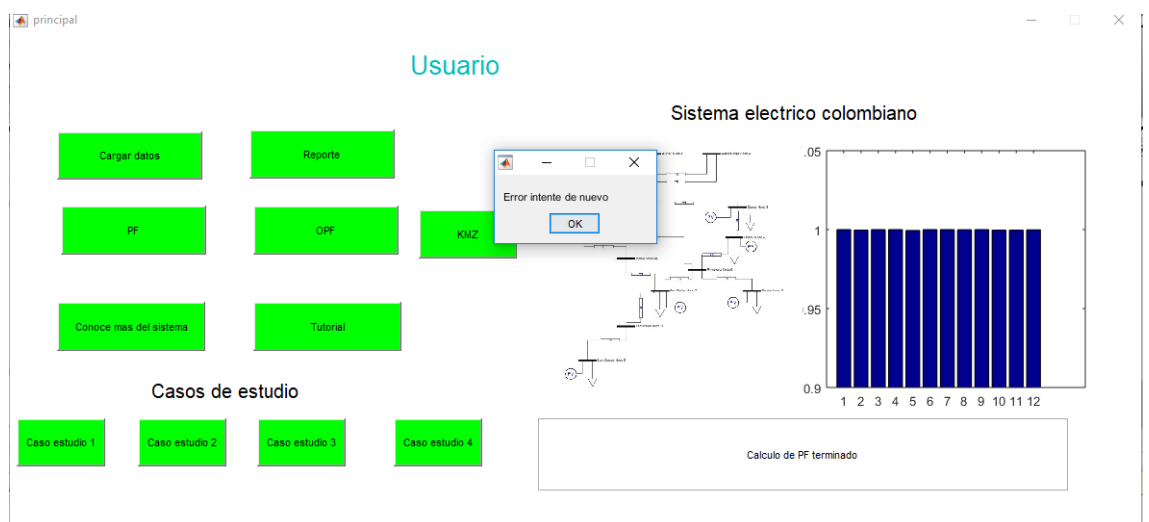 principal
Usuario
Sistema electrico colombiano
Cargar datos
Reporte
Error intente de nuevo
OK
PF
OPF
KMZ
Conoce mas del sistema
Tutorial
.05
1
.95
0.9
1 2 3 4 5 6 7 8 9 10 11 12
Casos de estudio
Caso estudio 1
Caso estudio 2
Caso estudio 3
Caso estudio 4
Calculo de PF terminado